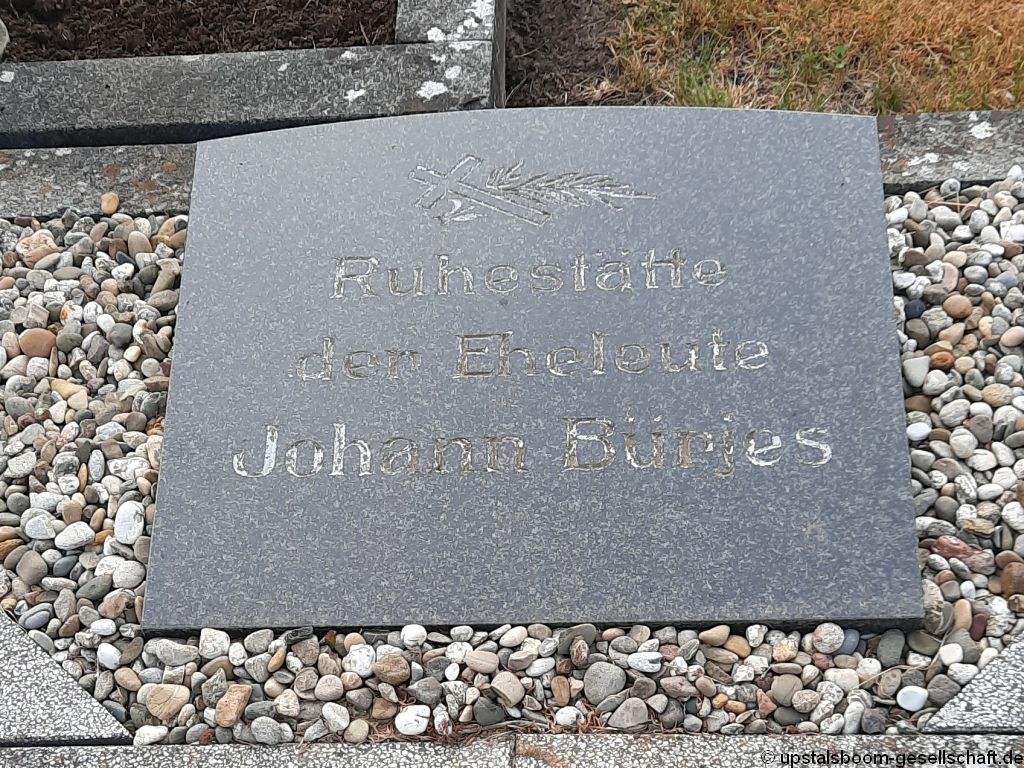 Ruhestätte
der Eheleute
Johann Bürjes
© upstalsboom-gesellschaft.de